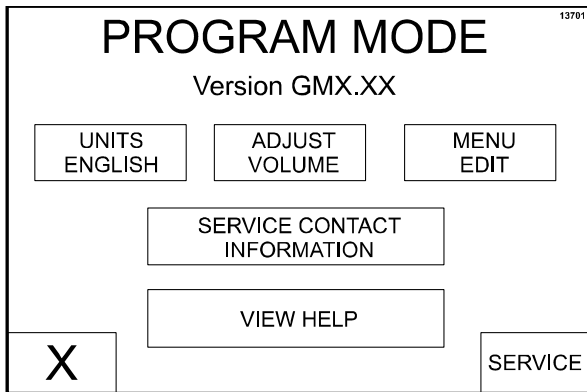 13701
PROGRAM MODE
Version GMX.XX
UNITS
ENGLISH
ADJUST
VOLUME
MENU
EDIT
SERVICE CONTACT
INFORMATION
VIEW HELP
X
SERVICE